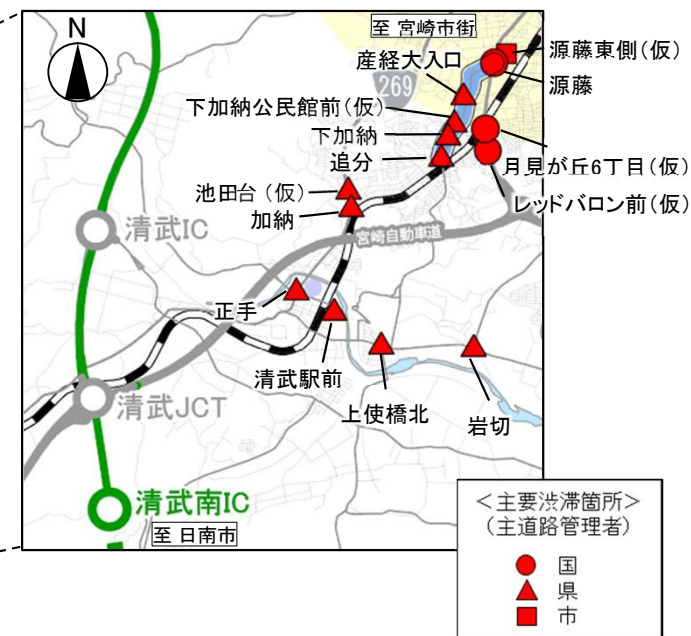 N
至 宮崎市街
269
産経大入口
源藤東側(仮)
源藤
下加納公民館前(仮)
下加納
追分
月見が丘6丁目(仮)
レッドバロン前(仮)
池田台(仮)
加納
宮崎自動車道
清武IC
正手
清武駅前
上使橋北
岩切
清武JCT
清武南IC
至 日南市
＜主要渋滞箇所＞
(主道路管理者)
国
県
市